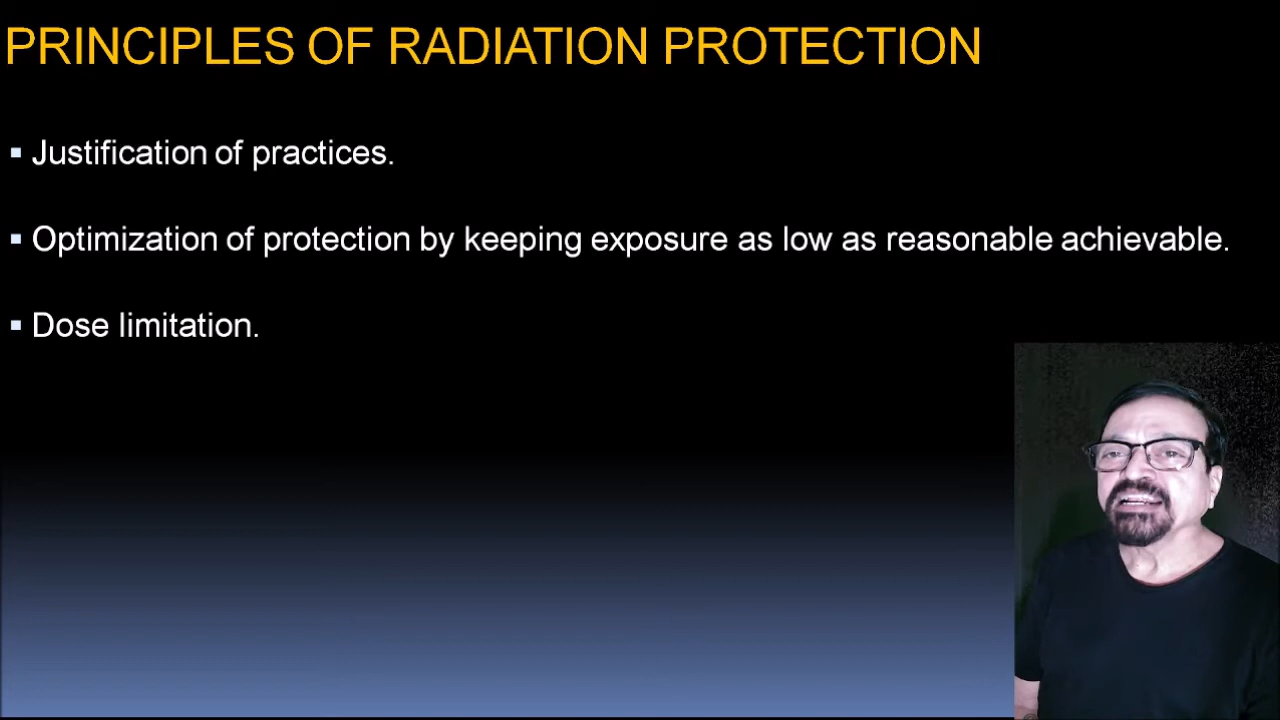 PRINCIPLES OF RADIATION PROTECTION
▪ Justification of practices.
▪ Optimization of protection by keeping exposure as low as reasonable achievable.
▪ Dose limitation.